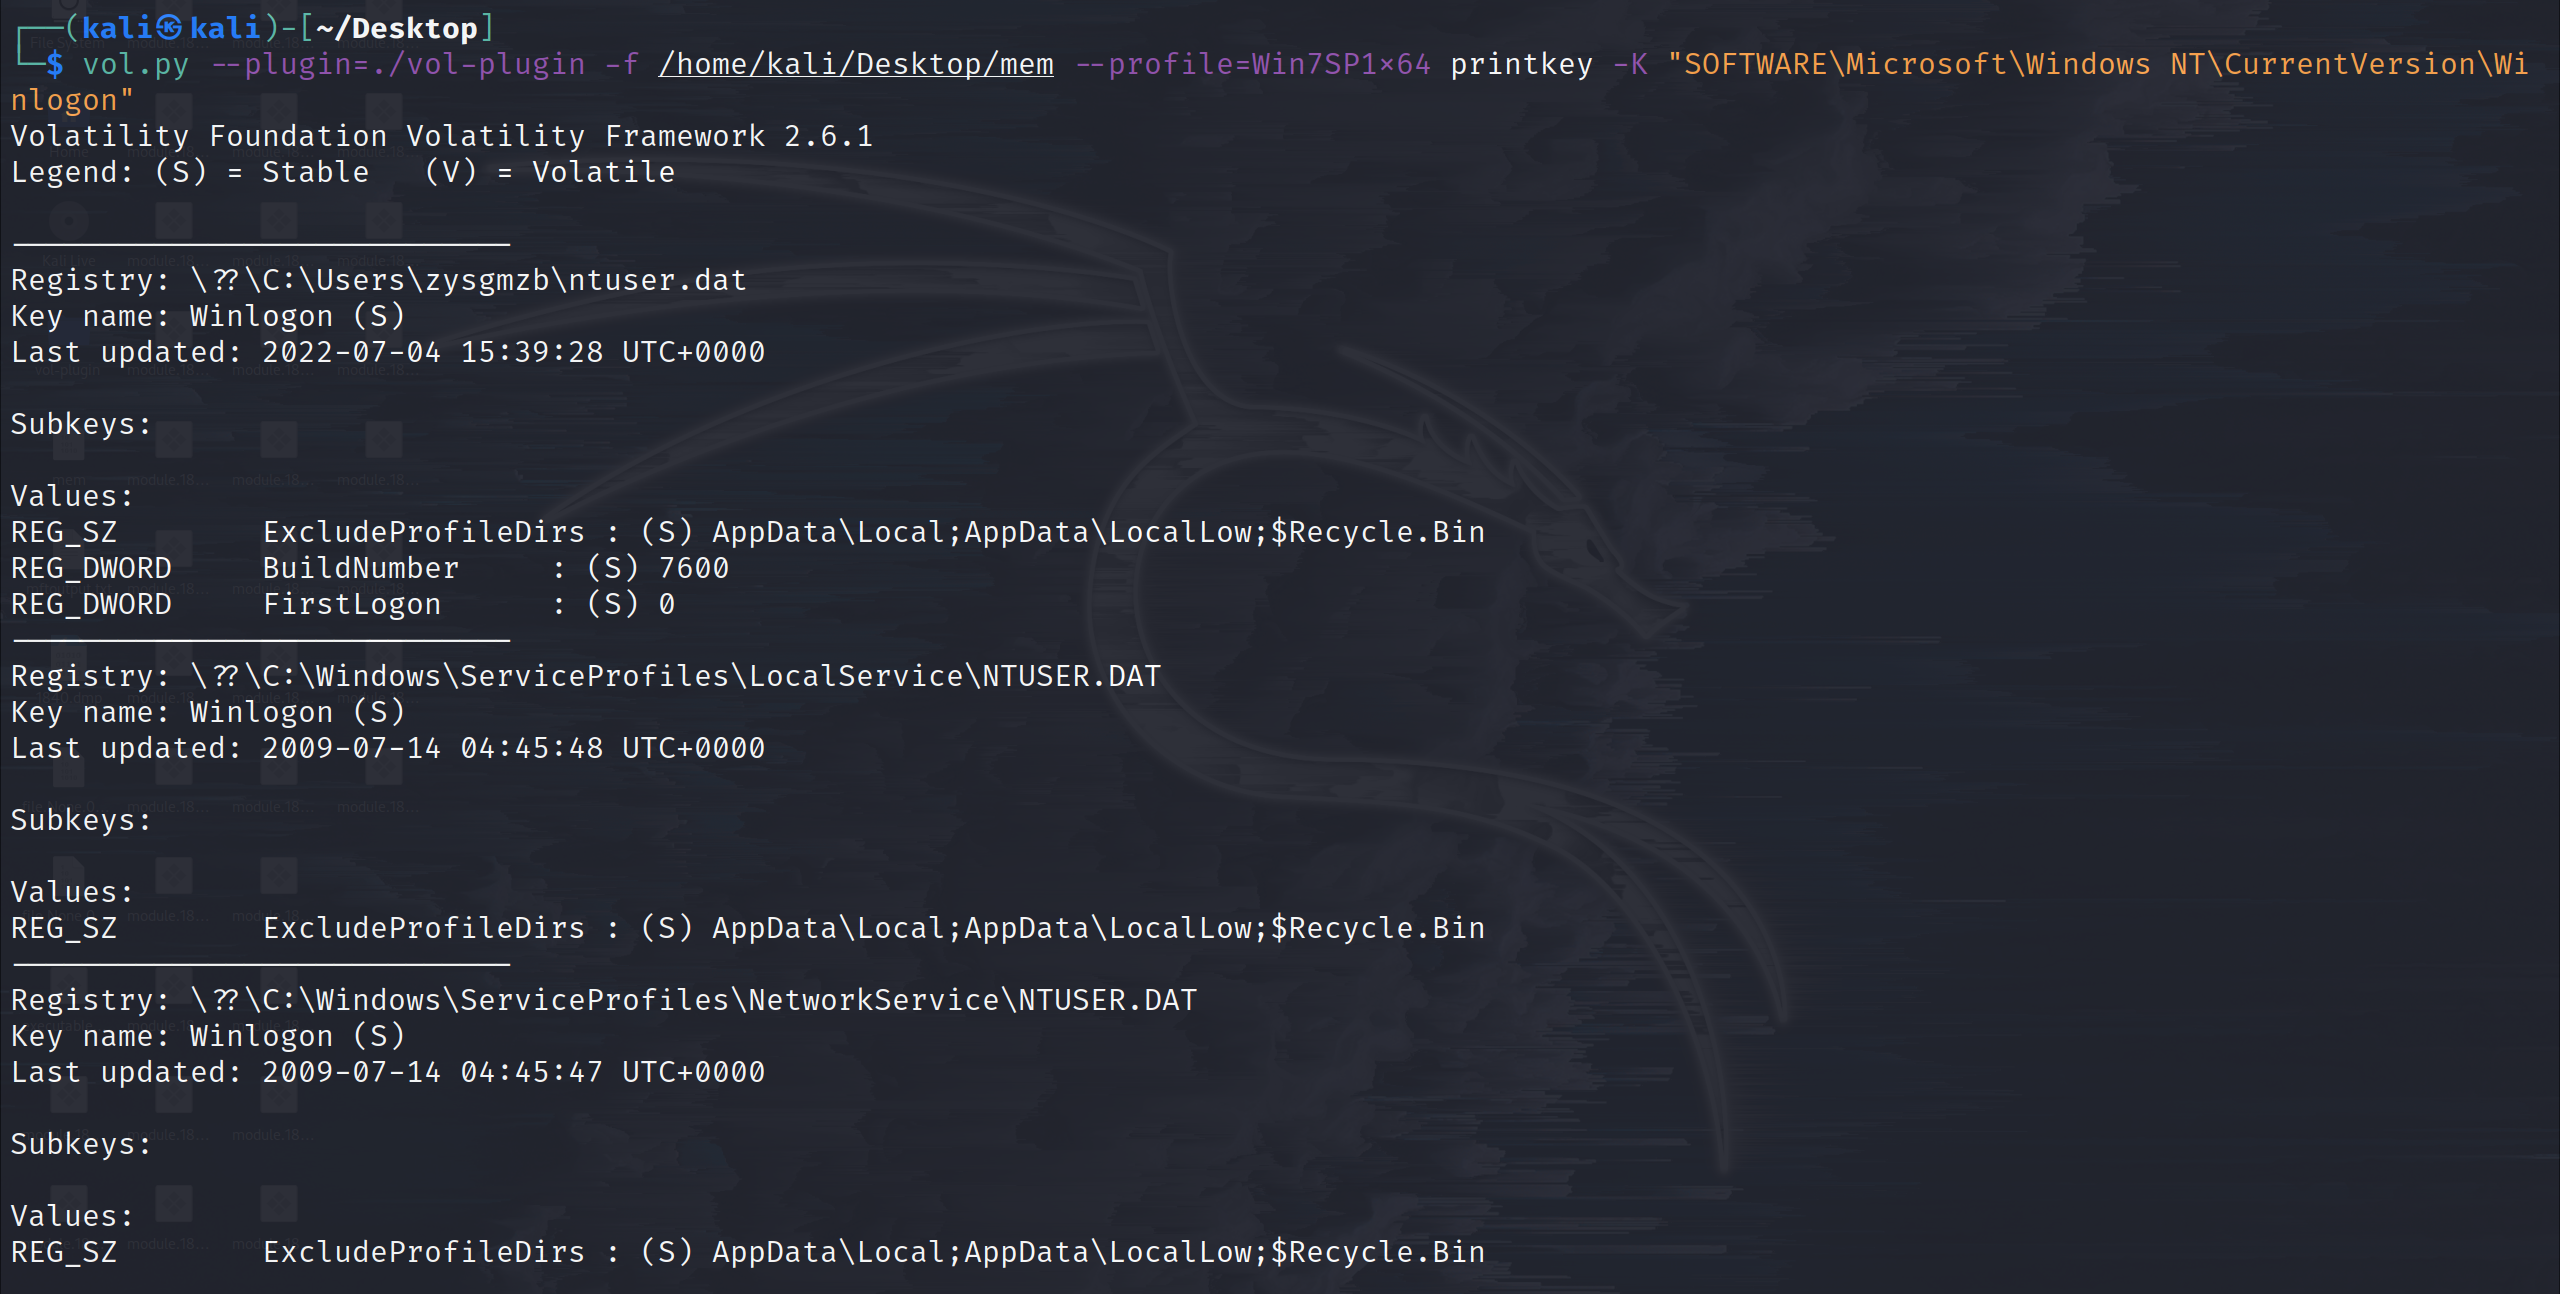 ┌──(kali㉿kali)-[~/Desktop]
└─$ vol.py --plugin=./vol-plugin -f /home/kali/Desktop/mem --profile=Win7SP1×64 printkey -K "SOFTWARE\Microsoft\Windows NT\CurrentVersion\Wi
nlogon"
Volatility Foundation Volatility Framework 2.6.1
Legend: (S) = Stable   (V) = Volatile

----------------------------
Registry: \??\C:\Users\zysgmzb\ntuser.dat
Key name: Winlogon (S)
Last updated: 2022-07-04 15:39:28 UTC+0000

Subkeys:

Values:
REG_SZ        ExcludeProfileDirs : (S) AppData\Local;AppData\LocalLow;$Recycle.Bin
REG_DWORD     BuildNumber     : (S) 7600
REG_DWORD     FirstLogon      : (S) 0
----------------------------
Registry: \??\C:\Windows\ServiceProfiles\LocalService\NTUSER.DAT
Key name: Winlogon (S)
Last updated: 2009-07-14 04:45:48 UTC+0000

Subkeys:

Values:
REG_SZ        ExcludeProfileDirs : (S) AppData\Local;AppData\LocalLow;$Recycle.Bin
----------------------------
Registry: \??\C:\Windows\ServiceProfiles\NetworkService\NTUSER.DAT
Key name: Winlogon (S)
Last updated: 2009-07-14 04:45:47 UTC+0000

Subkeys:

Values:
REG_SZ        ExcludeProfileDirs : (S) AppData\Local;AppData\LocalLow;$Recycle.Bin